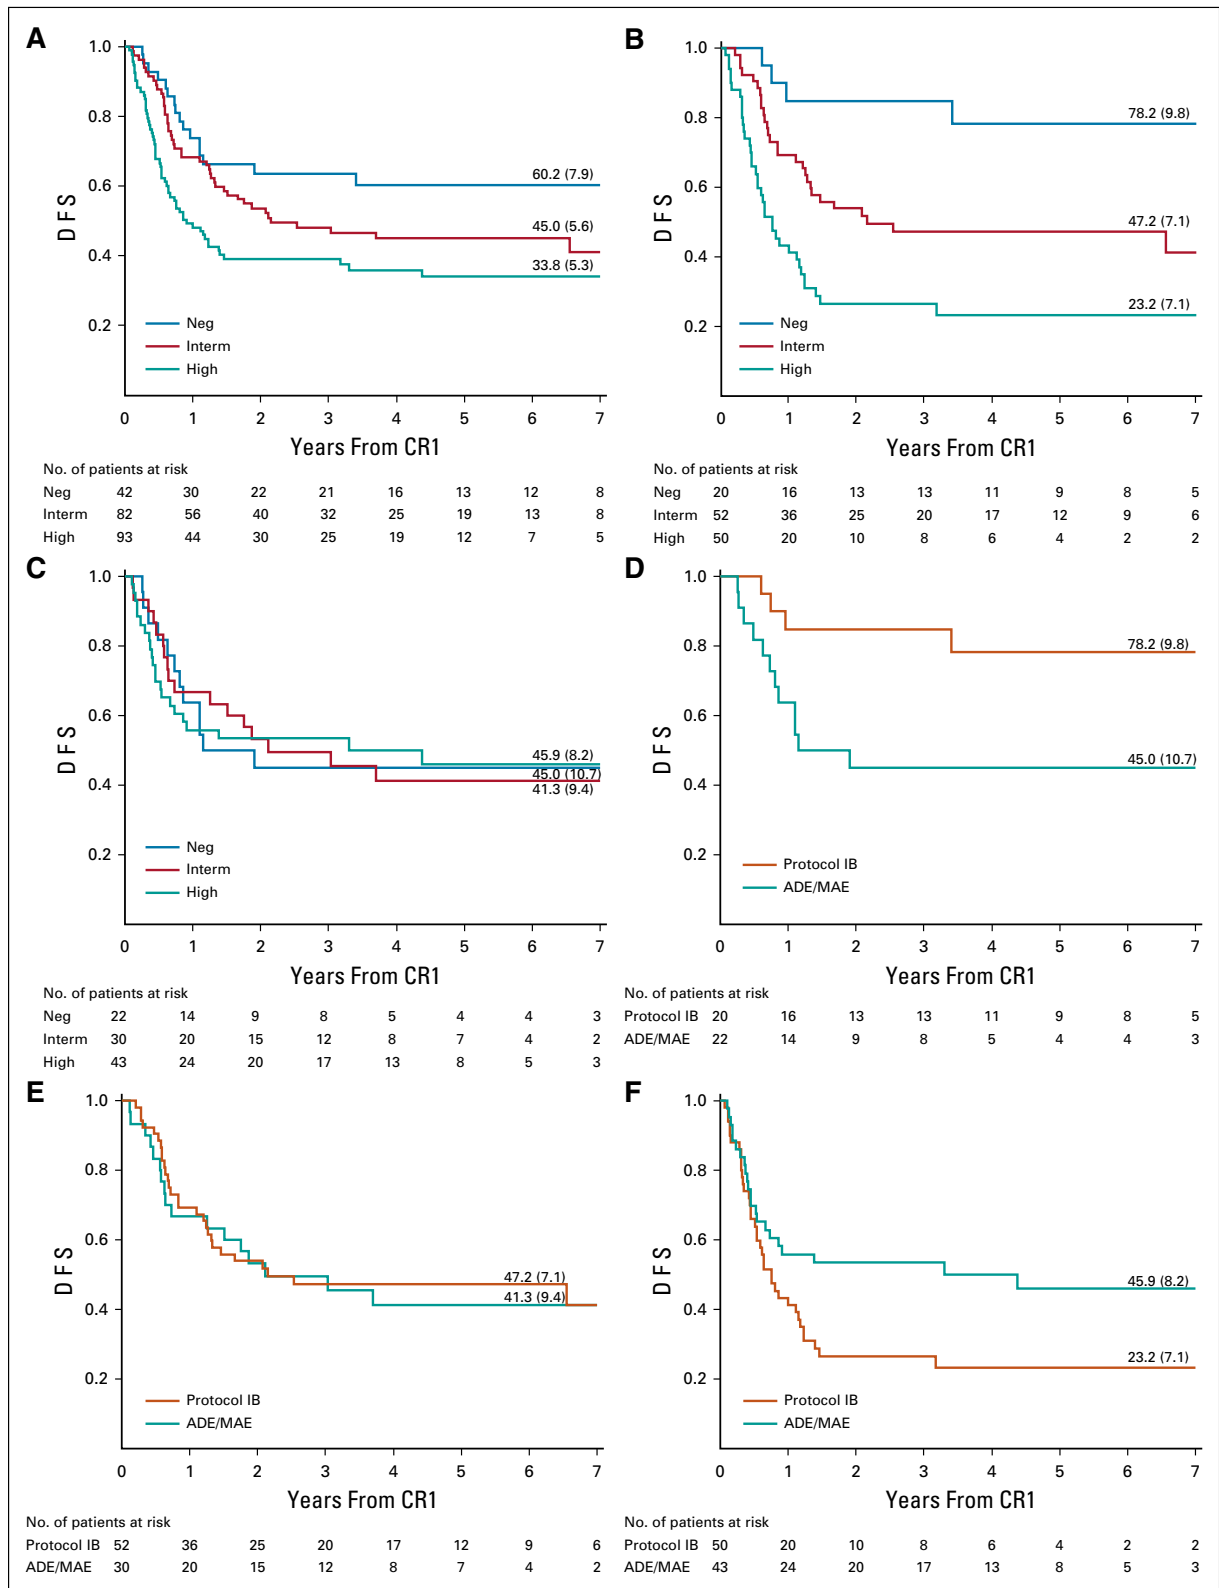 A
1.0
0.8
0.6
0.4
0.2
DFS
60.2 (7.9)
45.0 (5.6)
33.8 (5.3)
Neg
Interm
High
0 1 2 3 4 5 6 7
Years From CR1
No. of patients at risk
Neg 42 30 22 21 16 13 12 8
Interm 82 56 40 32 25 19 13 8
High 93 44 30 25 19 12 7 5
B
1.0
0.8
0.6
0.4
0.2
DFS
78.2 (9.8)
47.2 (7.1)
23.2 (7.1)
Neg
Interm
High
0 1 2 3 4 5 6 7
Years From CR1
No. of patients at risk
Neg 20 16 13 13 11 9 8 5
Interm 52 36 25 20 17 12 9 6
High 50 20 10 8 6 4 2 2
C
1.0
0.8
0.6
0.4
0.2
DFS
45.9 (8.2)
45.0 (10.7)
41.3 (9.4)
Neg
Interm
High
0 1 2 3 4 5 6 7
Years From CR1
No. of patients at risk
Neg 22 14 9 8 5 4 4 3
Interm 30 20 15 12 8 7 4 2
High 43 24 20 17 13 8 5 3
D
1.0
0.8
0.6
0.4
0.2
DFS
78.2 (9.8)
45.0 (10.7)
Protocol IB
ADE/MAE
0 1 2 3 4 5 6 7
Years From CR1
No. of patients at risk
Protocol IB 20 16 13 13 11 9 8 5
ADE/MAE 22 14 9 8 5 4 4 3
E
1.0
0.8
0.6
0.4
0.2
DFS
47.2 (7.1)
41.3 (9.4)
Protocol IB
ADE/MAE
0 1 2 3 4 5 6 7
Years From CR1
No. of patients at risk
Protocol IB 52 36 25 20 17 12 9 6
ADE/MAE 30 20 15 12 8 7 4 2
F
1.0
0.8
0.6
0.4
0.2
DFS
45.9 (8.2)
23.2 (7.1)
Protocol IB
ADE/MAE
0 1 2 3 4 5 6 7
Years From CR1
No. of patients at risk
Protocol IB 50 20 10 8 6 4 2 2
ADE/MAE 43 24 20 17 13 8 5 3